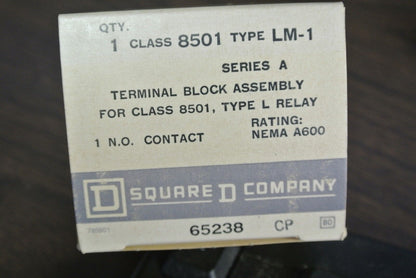 QTY.
1 CLASS 8501 TYPE LM-1
SERIES A
TERMINAL BLOCK ASSEMBLY
FOR CLASS 8501, TYPE L RELAY
RATING:
1 N.O. CONTACT NEMA A600
D SQUARE D COMPANY
65238 CP